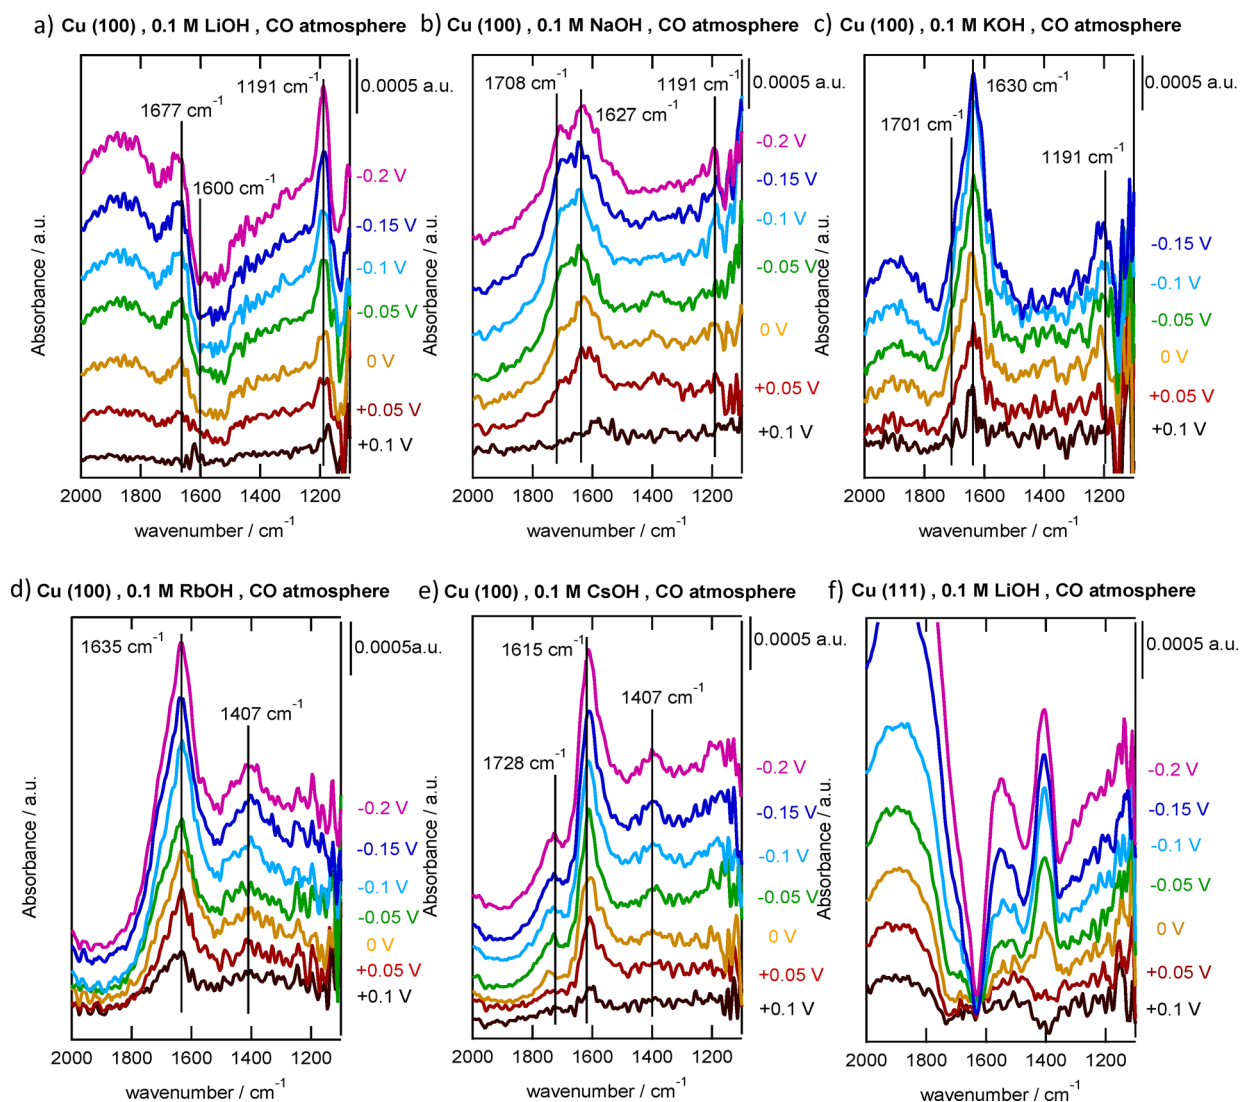 a) Cu (100) , 0.1 M LiOH , CO atmosphere
1191 cm⁻¹
0.0005 a.u.
1677 cm⁻¹
1600 cm⁻¹
-0.2 V
-0.15 V
-0.1 V
-0.05 V
0 V
+0.05 V
+0.1 V
Absorbance / a.u.
2000 1800 1600 1400 1200
wavenumber / cm⁻¹
b) Cu (100) , 0.1 M NaOH , CO atmosphere
1708 cm⁻¹
1191 cm⁻¹
0.0005 a.u.
1627 cm⁻¹
-0.2 V
-0.15 V
-0.1 V
-0.05 V
0 V
+0.05 V
+0.1 V
Absorbance / a.u.
2000 1800 1600 1400 1200
wavenumber / cm⁻¹
c) Cu (100) , 0.1 M KOH , CO atmosphere
1630 cm⁻¹
0.0005 a.u.
1701 cm⁻¹
1191 cm⁻¹
-0.15 V
-0.1 V
-0.05 V
0 V
+0.05 V
+0.1 V
Absorbance / a.u.
2000 1800 1600 1400 1200
wavenumber / cm⁻¹
d) Cu (100) , 0.1 M RbOH , CO atmosphere
1635 cm⁻¹
0.0005a.u.
1407 cm⁻¹
-0.2 V
-0.15 V
-0.1 V
-0.05 V
0 V
+0.05 V
+0.1 V
Absorbance / a.u.
2000 1800 1600 1400 1200
wavenumber / cm⁻¹
e) Cu (100) , 0.1 M CsOH , CO atmosphere
1615 cm⁻¹
0.0005 a.u.
1407 cm⁻¹
1728 cm⁻¹
-0.2 V
-0.15 V
-0.1 V
-0.05 V
0 V
+0.05 V
+0.1 V
Absorbance / a.u.
2000 1800 1600 1400 1200
wavenumber / cm⁻¹
f) Cu (111) , 0.1 M LiOH , CO atmosphere
0.0005 a.u.
-0.2 V
-0.15 V
-0.1 V
-0.05 V
0 V
+0.05 V
+0.1 V
Absorbance / a.u.
2000 1800 1600 1400 1200
wavenumber / cm⁻¹